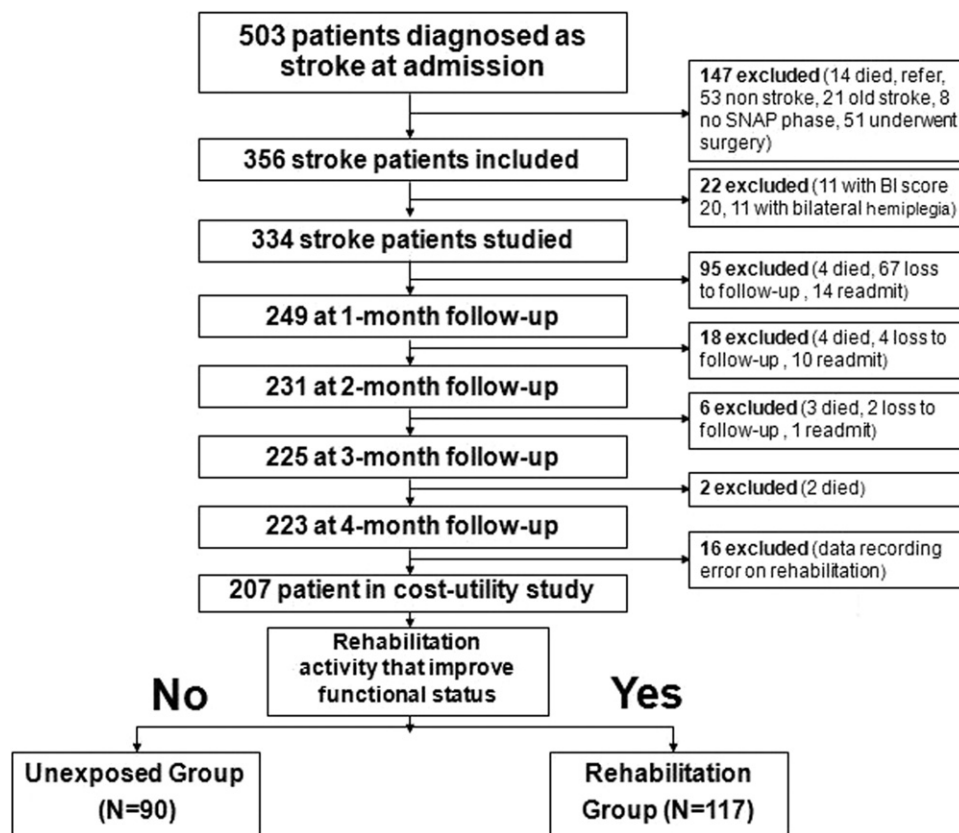 503 patients diagnosed as
stroke at admission
147 excluded (14 died, refer,
53 non stroke, 21 old stroke, 8
no SNAP phase, 51 underwent
surgery)
356 stroke patients included
22 excluded (11 with BI score
20, 11 with bilateral hemiplegia)
334 stroke patients studied
95 excluded (4 died, 67 loss
to follow-up , 14 readmit)
249 at 1-month follow-up
18 excluded (4 died, 4 loss to
follow-up , 10 readmit)
231 at 2-month follow-up
6 excluded (3 died, 2 loss to
follow-up , 1 readmit)
225 at 3-month follow-up
2 excluded (2 died)
223 at 4-month follow-up
16 excluded (data recording
error on rehabilitation)
207 patient in cost-utility study
Rehabilitation
activity that improve
functional status
No
Yes
Unexposed Group
(N=90)
Rehabilitation
Group (N=117)